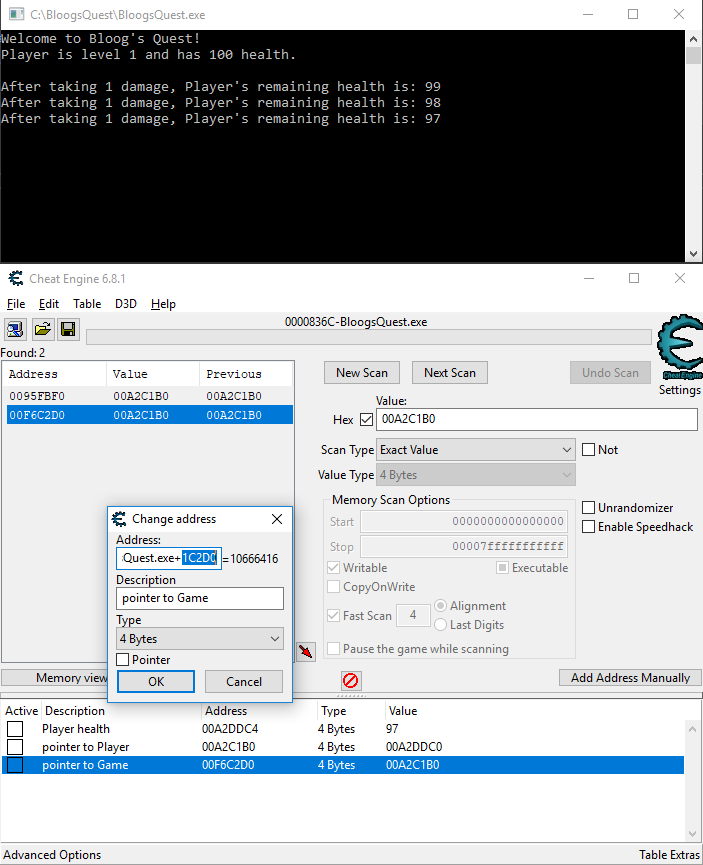 C:\BloogsQuest\BloogsQuest.exe
Welcome to Bloog's Quest!
Player is level 1 and has 100 health.
After taking 1 damage, Player's remaining health is: 99
After taking 1 damage, Player's remaining health is: 98
After taking 1 damage, Player's remaining health is: 97
Cheat Engine 6.8.1
File Edit Table D3D Help
0000836C-BloogsQuest.exe
Found: 2
Address Value Previous
0095FBF0 00A2C1B0 00A2C1B0
00F6C2D0 00A2C1B0 00A2C1B0
New Scan Next Scan Undo Scan
Cheat Engine
Settings
Value:
Hex 00A2C1B0
Scan Type Exact Value Not
Value Type 4 Bytes
Memory Scan Options
Start 0000000000000000
Stop 00007fffffffffff
Writable Executable
CopyOnWrite
Fast Scan 4 Alignment
Last Digits
Pause the game while scanning
Unrandomizer
Enable Speedhack
Change address
Address:
Quest.exe+1C2D0 =10666416
Description
pointer to Game
Type
4 Bytes
Pointer
OK Cancel
Memory view
Add Address Manually
Active Description Address Type Value
Player health 00A2DDC4 4 Bytes 97
pointer to Player 00A2C1B0 4 Bytes 00A2DDC0
pointer to Game 00F6C2D0 4 Bytes 00A2C1B0
Advanced Options Table Extras